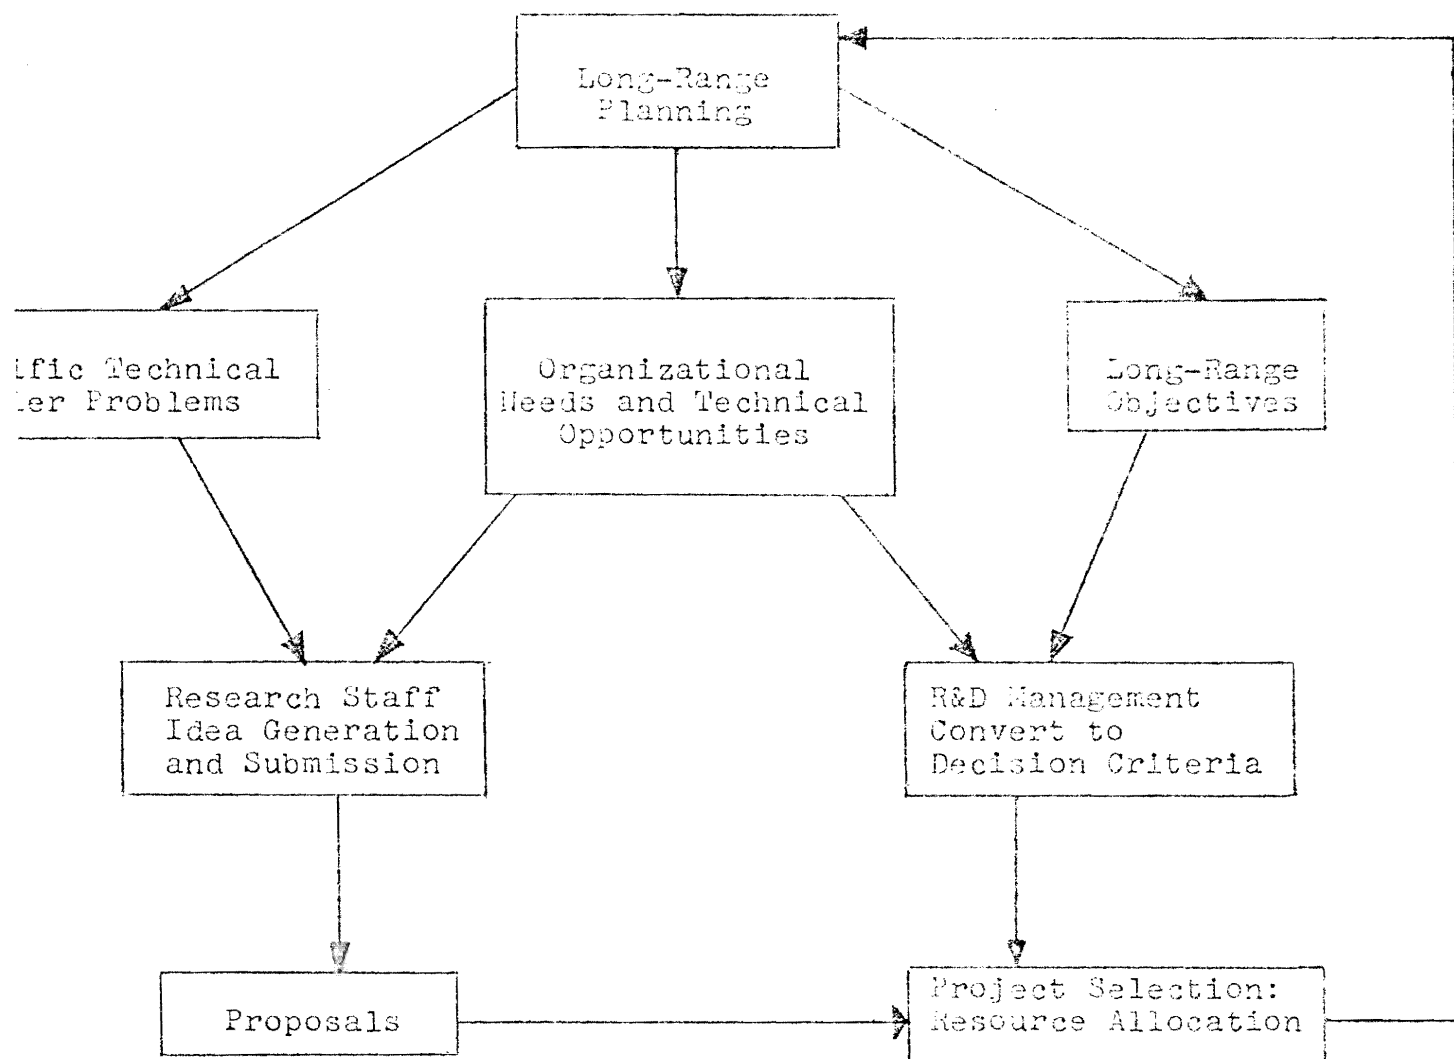 Long-Range
Planning
ific Technical
Problems
Organizational
Needs and Technical
Opportunities
Long-Range
Objectives
Research Staff
Idea Generation
and Submission
R&D Management
Convert to
Decision Criteria
Proposals
Project Selection:
Resource Allocation